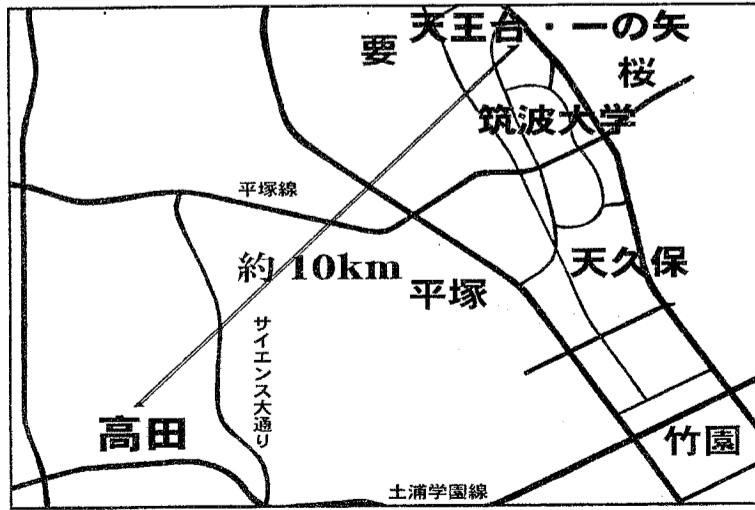 天王台・一の矢
要
桜
筑波大学
平塚線
約 10km
天久保
平塚
サイエンス大通り
高田
竹園
土浦学園線